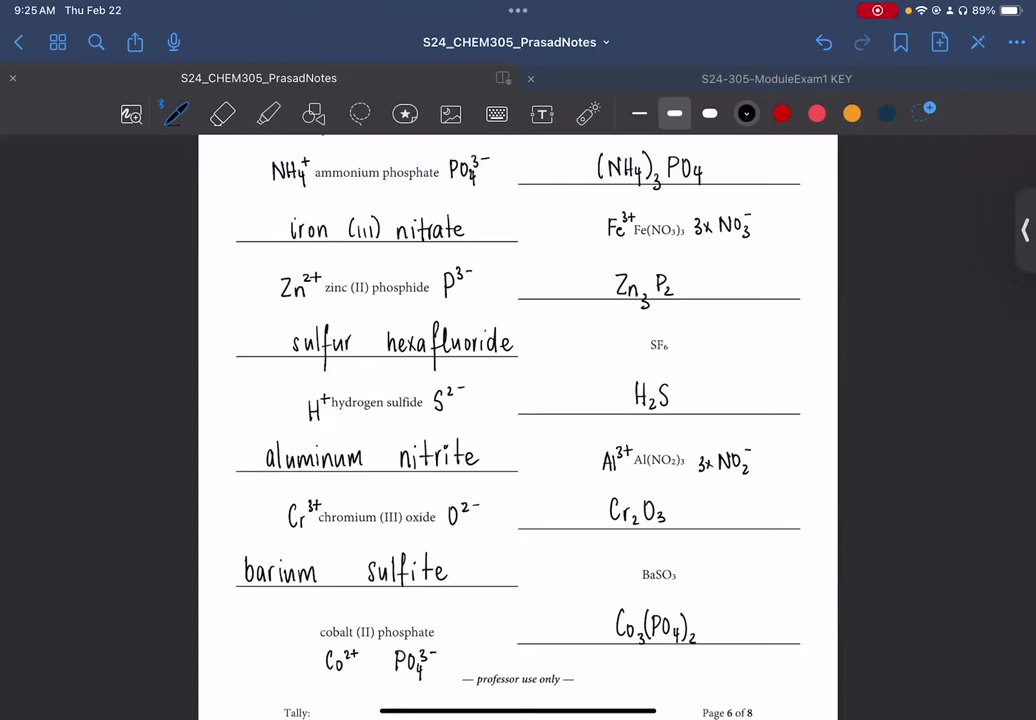 9:25 AM Thu Feb 22 89%
S24_CHEM305_PrasadNotes
S24_CHEM305_PrasadNotes S24-305-ModuleExam1 KEY
NH₄⁺ ammonium phosphate PO₄³⁻ (NH₄)₃PO₄
iron (III) nitrate Fe³⁺ Fe(NO₃)₃ 3x NO₃⁻
Zn²⁺ zinc (II) phosphide P³⁻ Zn₃P₂
sulfur hexafluoride SF₆
H⁺ hydrogen sulfide S²⁻ H₂S
aluminum nitrite Al³⁺ Al(NO₂)₃ 3x NO₂⁻
Cr³⁺ chromium (III) oxide O²⁻ Cr₂O₃
barium sulfite BaSO₃
cobalt (II) phosphate Co₃(PO₄)₂
Co²⁺ PO₄³⁻
— professor use only —
Tally: Page 6 of 8